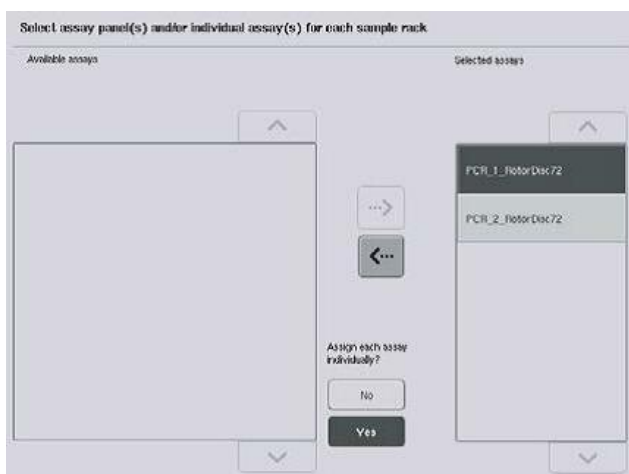 Select assay panel(s) and/or individual assay(s) for each sample rack
Available assays
Selected assays
PCR_1_RotorDisc72
PCR_2_RotorDisc72
Assign each assay
individually?
No
Yes